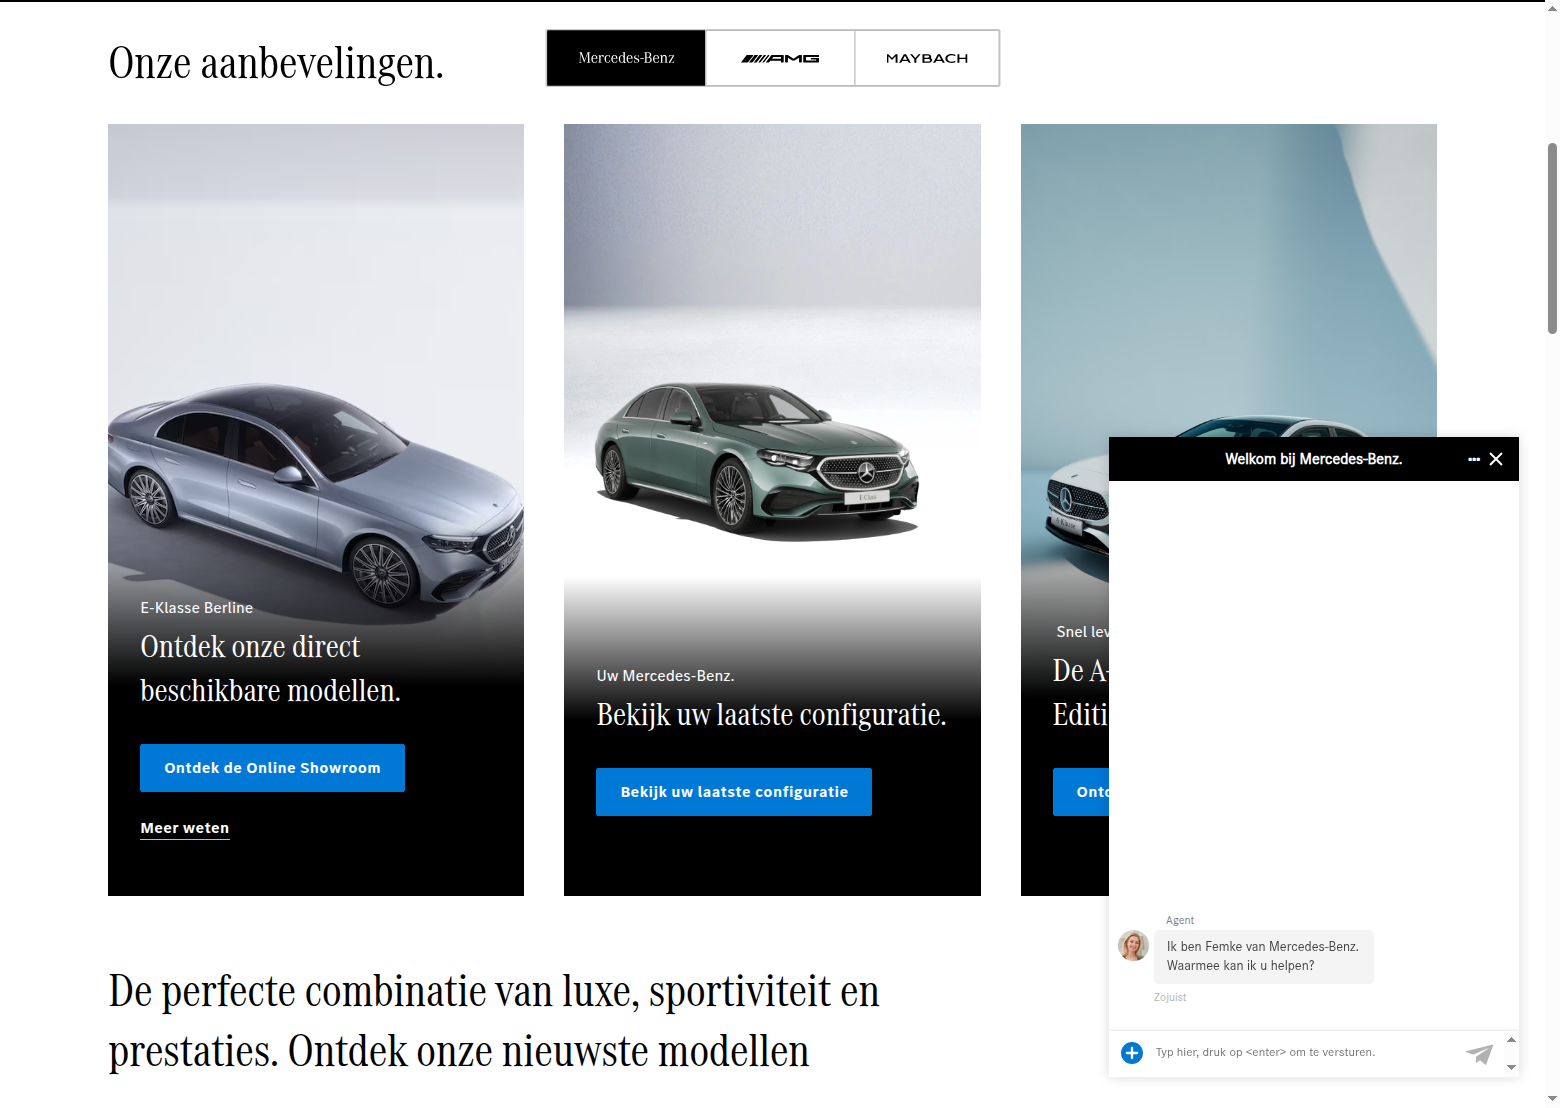 Onze aanbevelingen.
Mercedes-Benz
AMG
MAYBACH
E-Klasse Berline
Ontdek onze direct
beschikbare modellen.
Ontdek de Online Showroom
Meer weten
Uw Mercedes-Benz.
Bekijk uw laatste configuratie.
Bekijk uw laatste configuratie
Snel lev
De A-
Editi
Ontd
Welkom bij Mercedes-Benz.
Agent
Ik ben Femke van Mercedes-Benz.
Waarmee kan ik u helpen?
Zojuist
Typ hier, druk op <enter> om te versturen.
De perfecte combinatie van luxe, sportiviteit en
prestaties. Ontdek onze nieuwste modellen